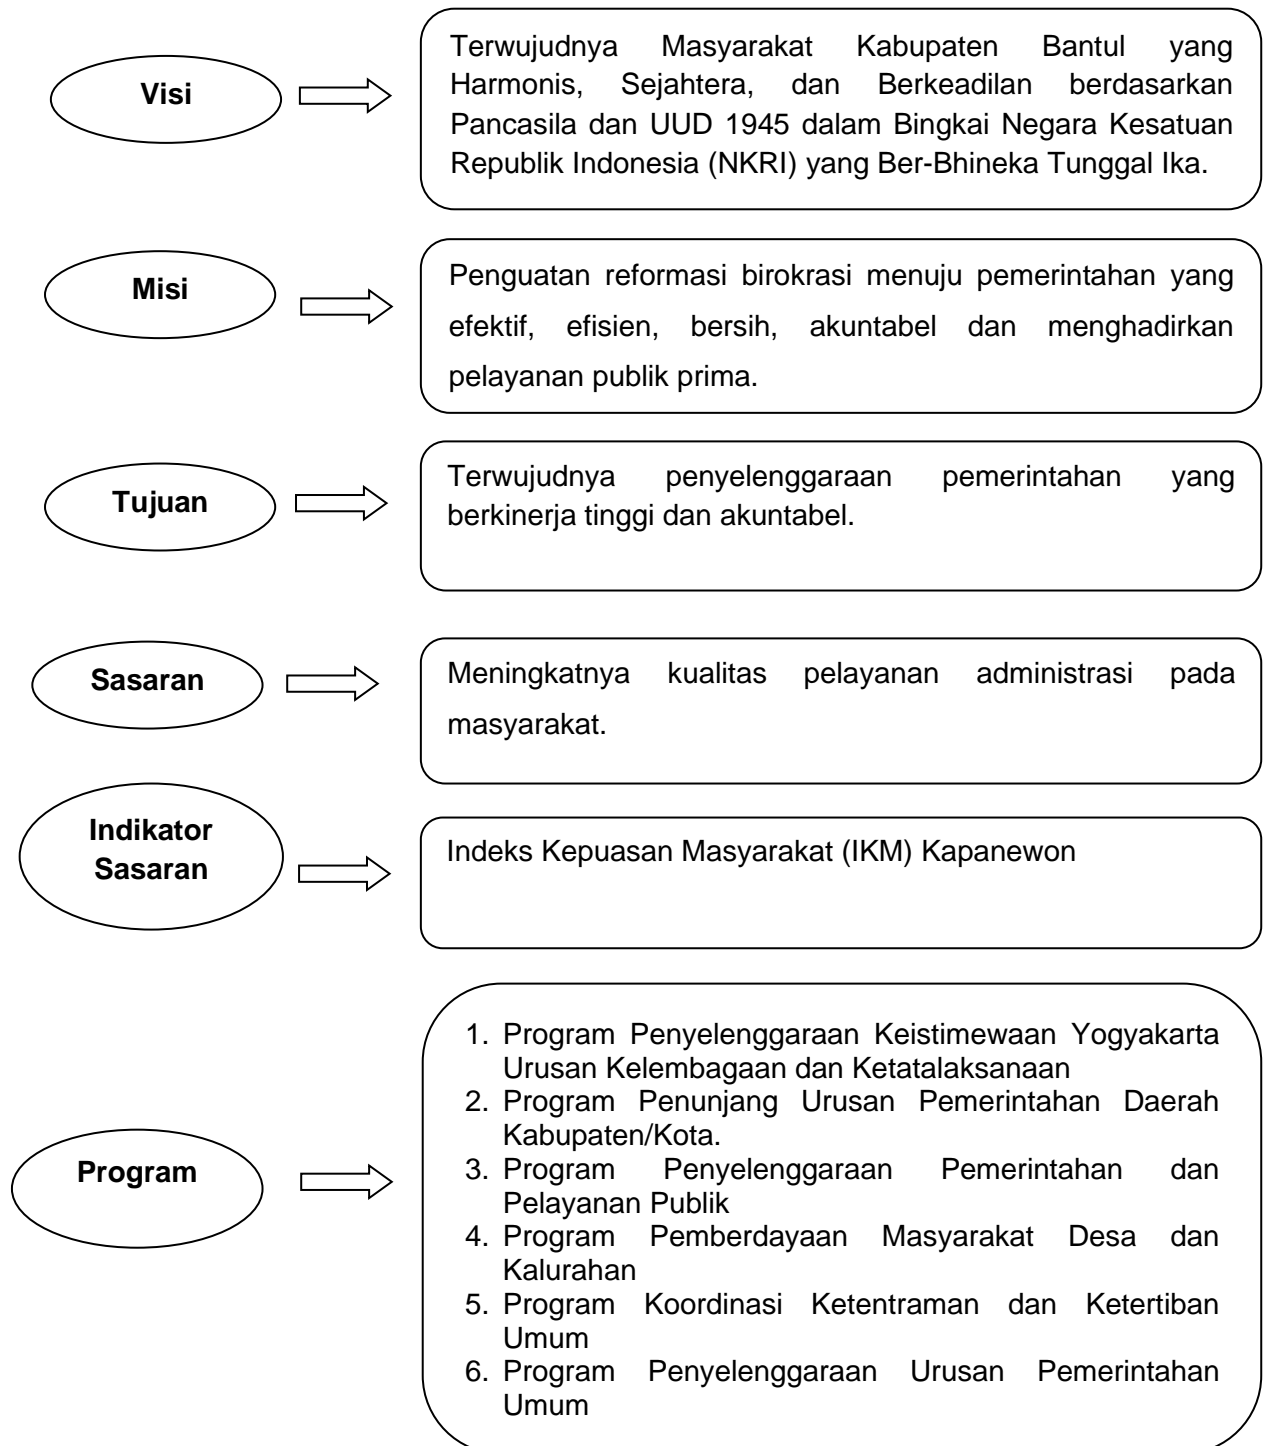 Visi
Terwujudnya Masyarakat Kabupaten Bantul yang
Harmonis, Sejahtera, dan Berkeadilan berdasarkan
Pancasila dan UUD 1945 dalam Bingkai Negara Kesatuan
Republik Indonesia (NKRI) yang Ber-Bhineka Tunggal Ika.
Misi
Penguatan reformasi birokrasi menuju pemerintahan yang
efektif, efisien, bersih, akuntabel dan menghadirkan
pelayanan publik prima.
Tujuan
Terwujudnya penyelenggaraan pemerintahan yang
berkinerja tinggi dan akuntabel.
Sasaran
Meningkatnya kualitas pelayanan administrasi pada
masyarakat.
Indikator
Sasaran
Indeks Kepuasan Masyarakat (IKM) Kapanewon
Program
1. Program Penyelenggaraan Keistimewaan Yogyakarta
Urusan Kelembagaan dan Ketatalaksanaan
2. Program Penunjang Urusan Pemerintahan Daerah
Kabupaten/Kota.
3. Program Penyelenggaraan Pemerintahan dan
Pelayanan Publik
4. Program Pemberdayaan Masyarakat Desa dan
Kalurahan
5. Program Koordinasi Ketentraman dan Ketertiban
Umum
6. Program Penyelenggaraan Urusan Pemerintahan
Umum